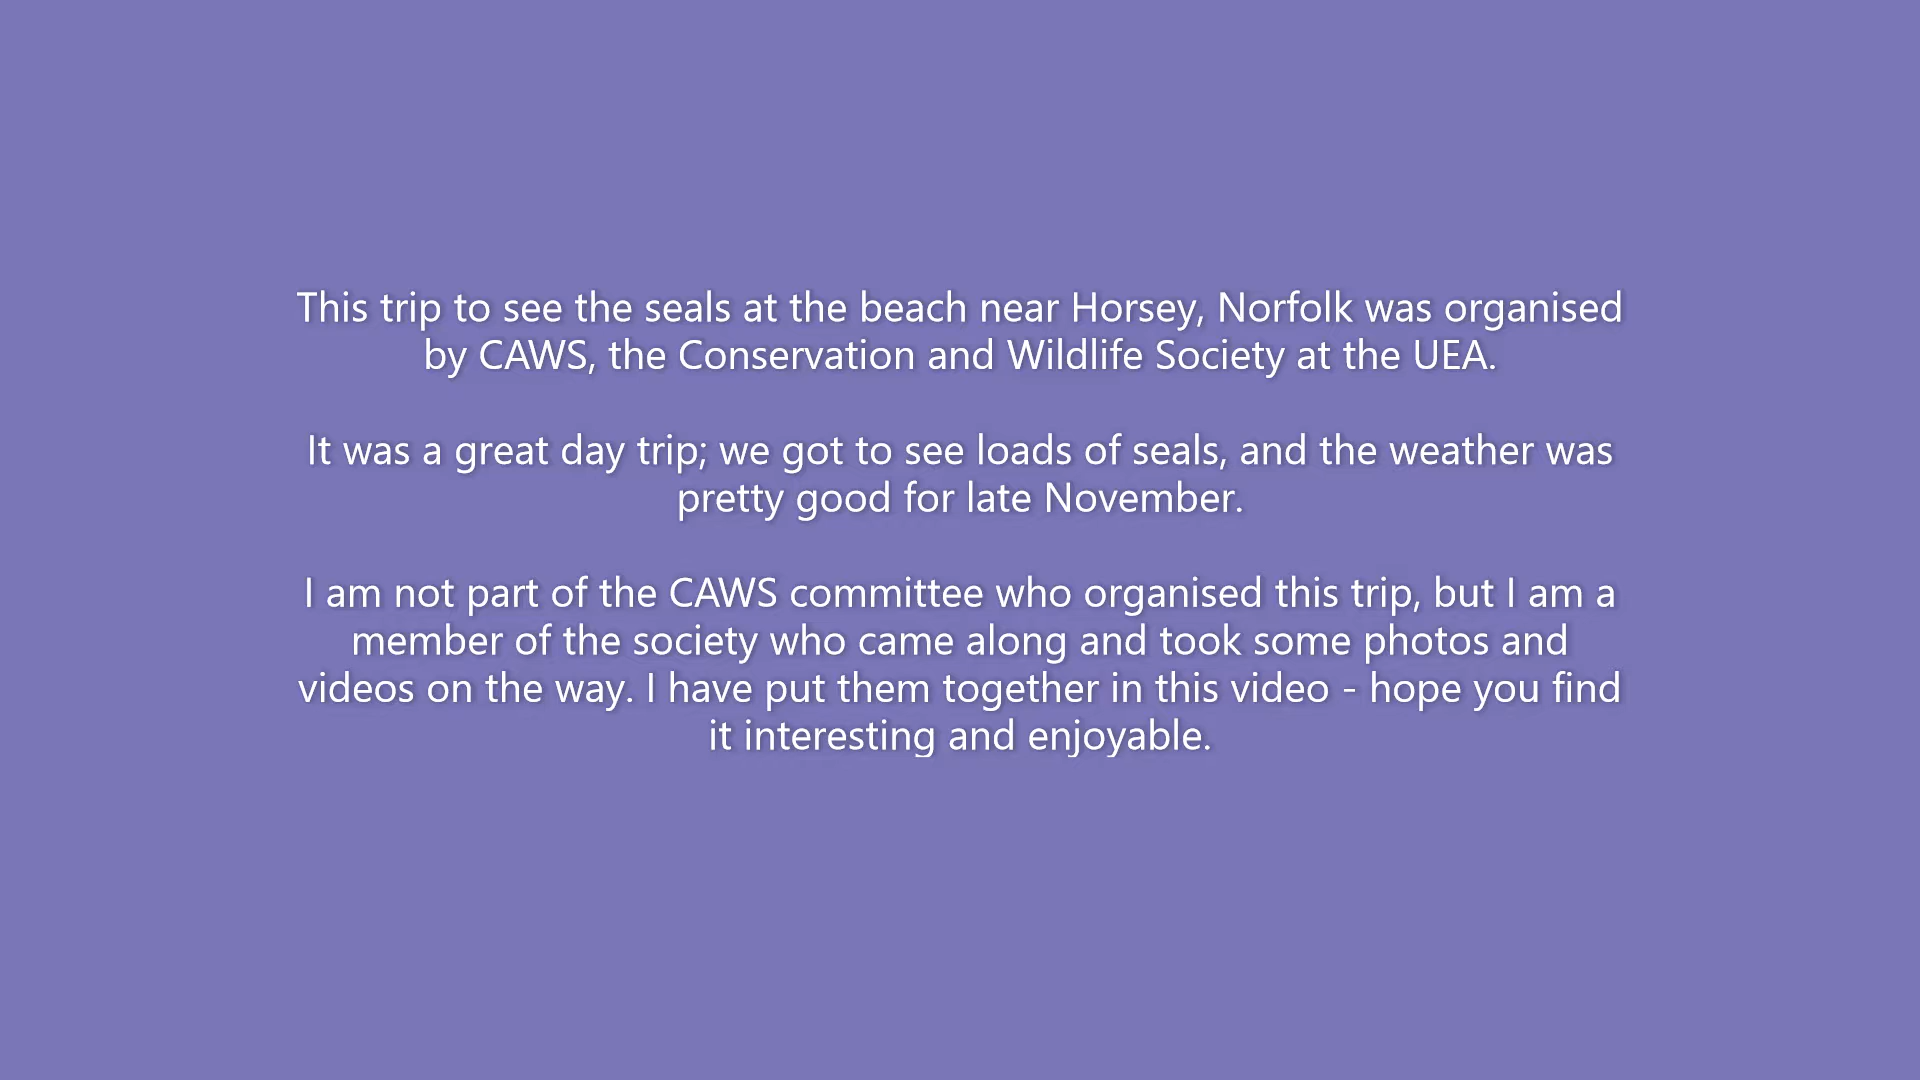 This trip to see the seals at the beach near Horsey, Norfolk was organised
by CAWS, the Conservation and Wildlife Society at the UEA.
It was a great day trip; we got to see loads of seals, and the weather was
pretty good for late November.
I am not part of the CAWS committee who organised this trip, but I am a
member of the society who came along and took some photos and
videos on the way. I have put them together in this video - hope you find
it interesting and enjoyable.